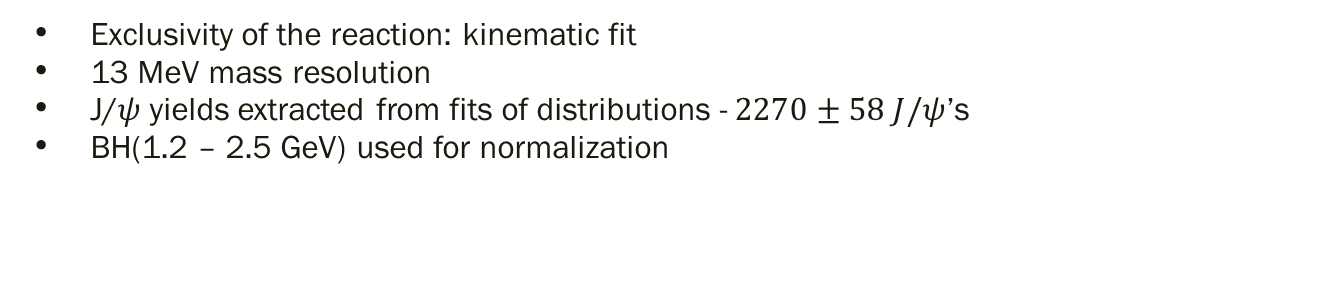 • Exclusivity of the reaction: kinematic fit
• 13 MeV mass resolution
• J/ψ yields extracted from fits of distributions - 2270 ± 58 J/ψ's
• BH(1.2 – 2.5 GeV) used for normalization